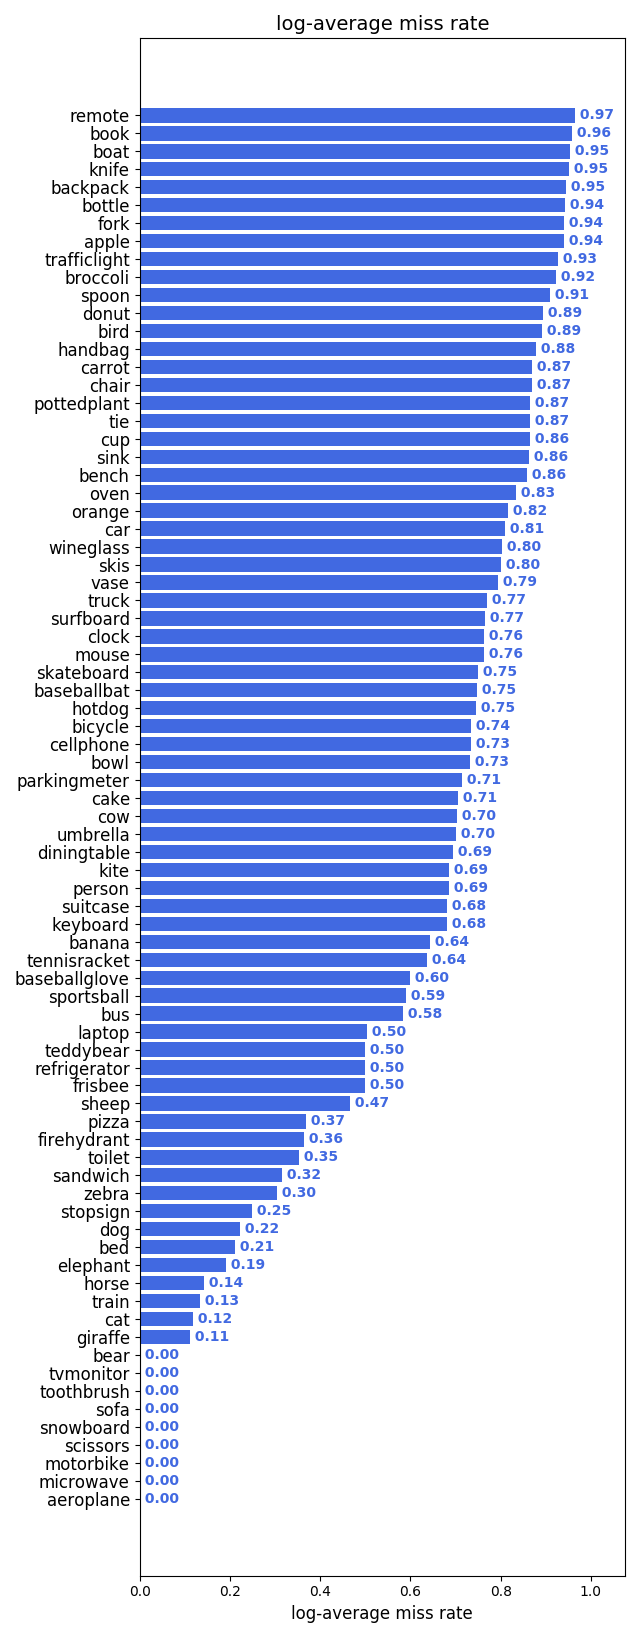 log-average miss rate
remote 0.97
book 0.96
boat 0.95
knife 0.95
backpack 0.95
bottle 0.94
fork 0.94
apple 0.94
trafficlight 0.93
broccoli 0.92
spoon 0.91
donut 0.89
bird 0.89
handbag 0.88
carrot 0.87
chair 0.87
pottedplant 0.87
tie 0.87
cup 0.86
sink 0.86
bench 0.86
oven 0.83
orange 0.82
car 0.81
wineglass 0.80
skis 0.80
vase 0.79
truck 0.77
surfboard 0.77
clock 0.76
mouse 0.76
skateboard 0.75
baseballbat 0.75
hotdog 0.75
bicycle 0.74
cellphone 0.73
bowl 0.73
parkingmeter 0.71
cake 0.71
cow 0.70
umbrella 0.70
diningtable 0.69
kite 0.69
person 0.69
suitcase 0.68
keyboard 0.68
banana 0.64
tennisracket 0.64
baseballglove 0.60
sportsball 0.59
bus 0.58
laptop 0.50
teddybear 0.50
refrigerator 0.50
frisbee 0.50
sheep 0.47
pizza 0.37
firehydrant 0.36
toilet 0.35
sandwich 0.32
zebra 0.30
stopsign 0.25
dog 0.22
bed 0.21
elephant 0.19
horse 0.14
train 0.13
cat 0.12
giraffe 0.11
bear 0.00
tvmonitor 0.00
toothbrush 0.00
sofa 0.00
snowboard 0.00
scissors 0.00
motorbike 0.00
microwave 0.00
aeroplane 0.00
0.0 0.2 0.4 0.6 0.8 1.0
log-average miss rate